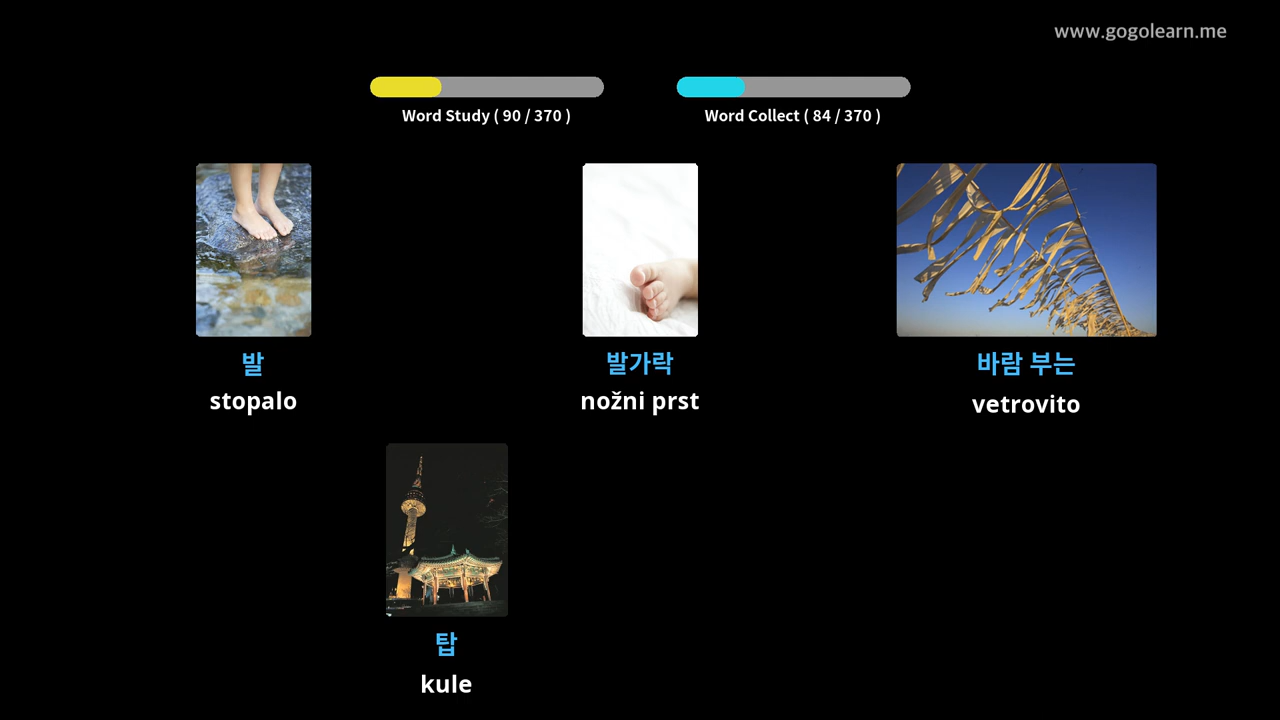 www.gogolearn.me
Word Study ( 90 / 370 )
Word Collect ( 84 / 370 )
발
stopalo
발가락
nožni prst
바람 부는
vetrovito
탑
kule